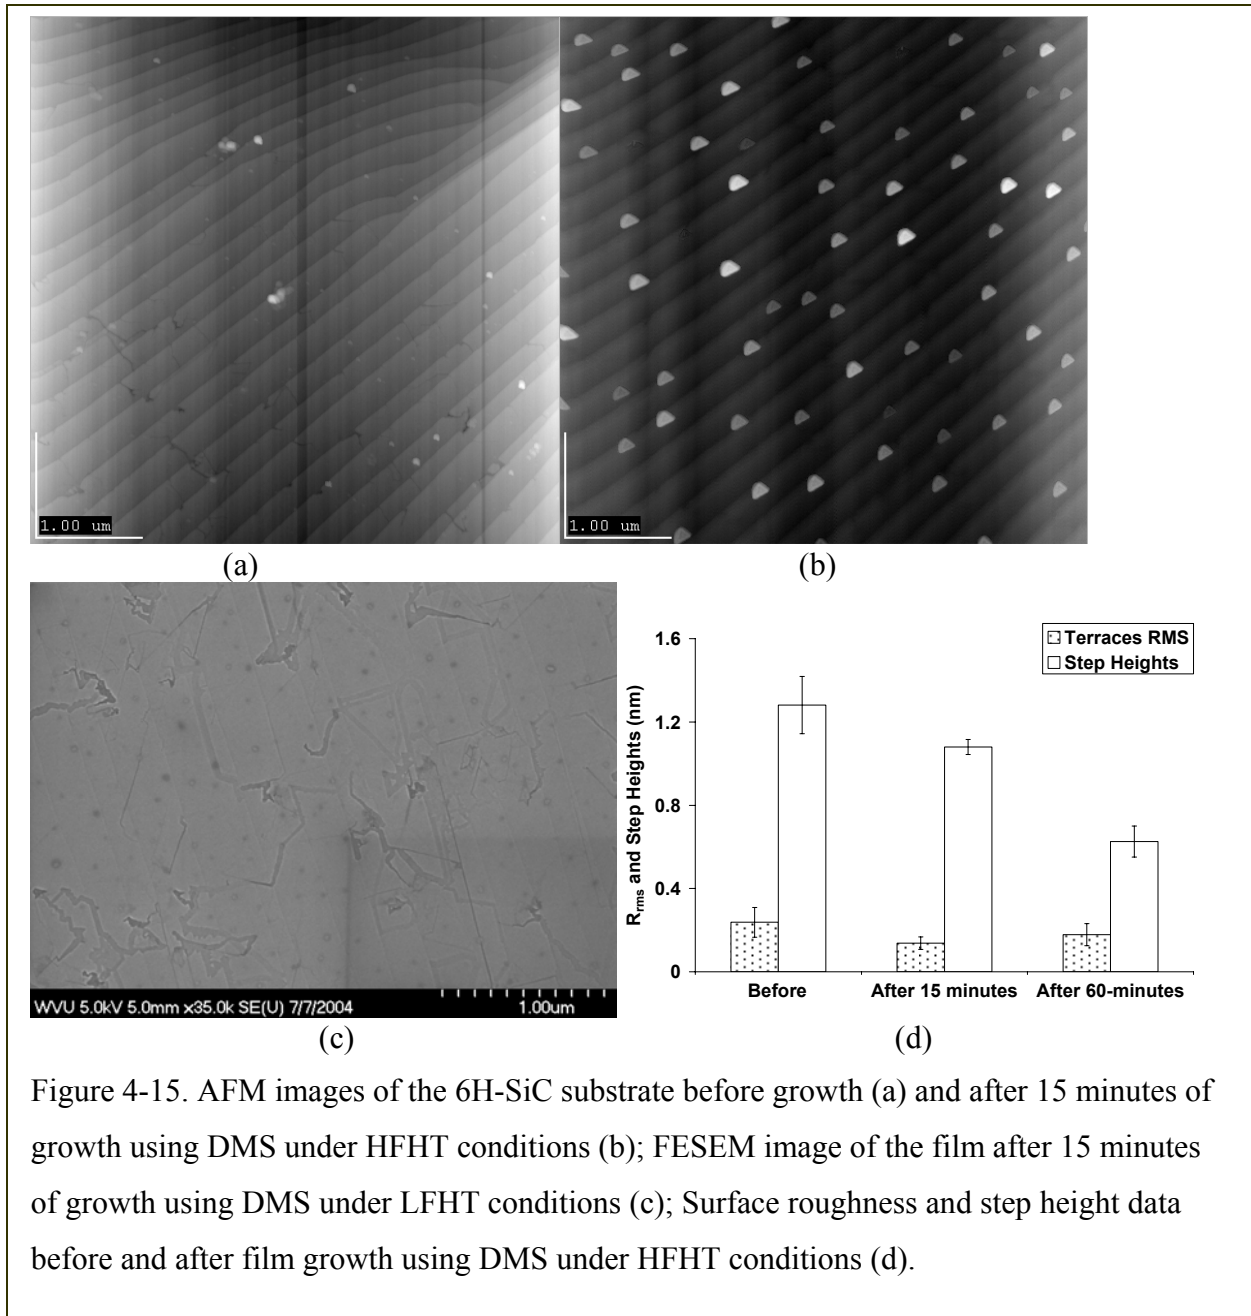 1.00 um
1.00 um
(a)
(b)
WVU 5.0kV 5.0mm x35.0k SE(U) 7/7/2004
1.00um
R_rms and Step Heights (nm)
1.6
1.2
0.8
0.4
0
Terraces RMS
Step Heights
Before
After 15 minutes
After 60-minutes
(c)
(d)
Figure 4-15. AFM images of the 6H-SiC substrate before growth (a) and after 15 minutes of
growth using DMS under HFHT conditions (b); FESEM image of the film after 15 minutes
of growth using DMS under LFHT conditions (c); Surface roughness and step height data
before and after film growth using DMS under HFHT conditions (d).